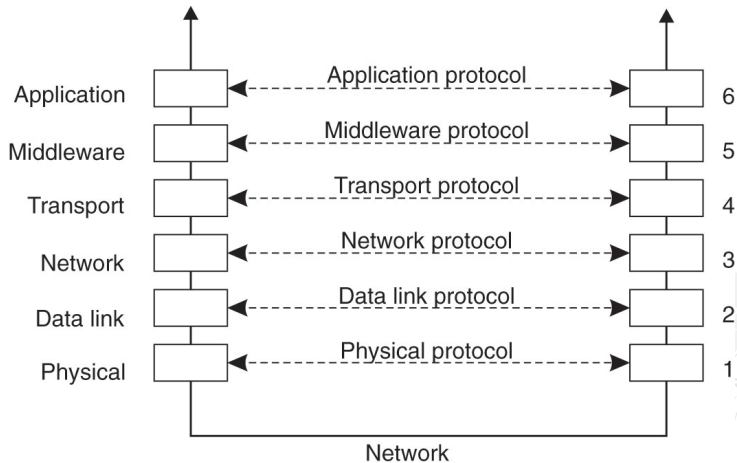 Application Application protocol 6
Middleware Middleware protocol 5
Transport Transport protocol 4
Network Network protocol 3
Data link Data link protocol 2
Physical Physical protocol 1
Network